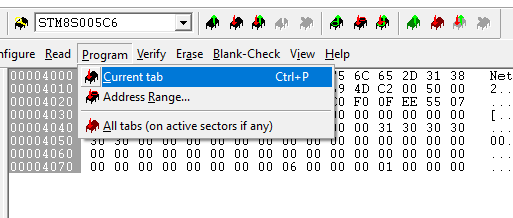 STM8S005C6
nfigure Read Program Verify Erase Blank-Check View Help
Current tab Ctrl+P
Address Range...
All tabs (on active sectors if any)
00004000 5 6C 65 2D 31 38 Net
00004010 9 4D C2 00 50 00 2...
00004020 C0 F0 0F EE 55 07 ....
00004030 00 00 00 00 00 [...
00004040 00 00 31 30 30 30 ....
00004050 30 30 00 00 00 00 00 00 00 00 00 00 00 00 00 00.
00004060 00 00 00 00 00 00 00 00 00 00 00 00 00 00 00 00 ....
00004070 00 00 00 00 00 00 00 00 06 00 00 00 01 00 00 00 ....